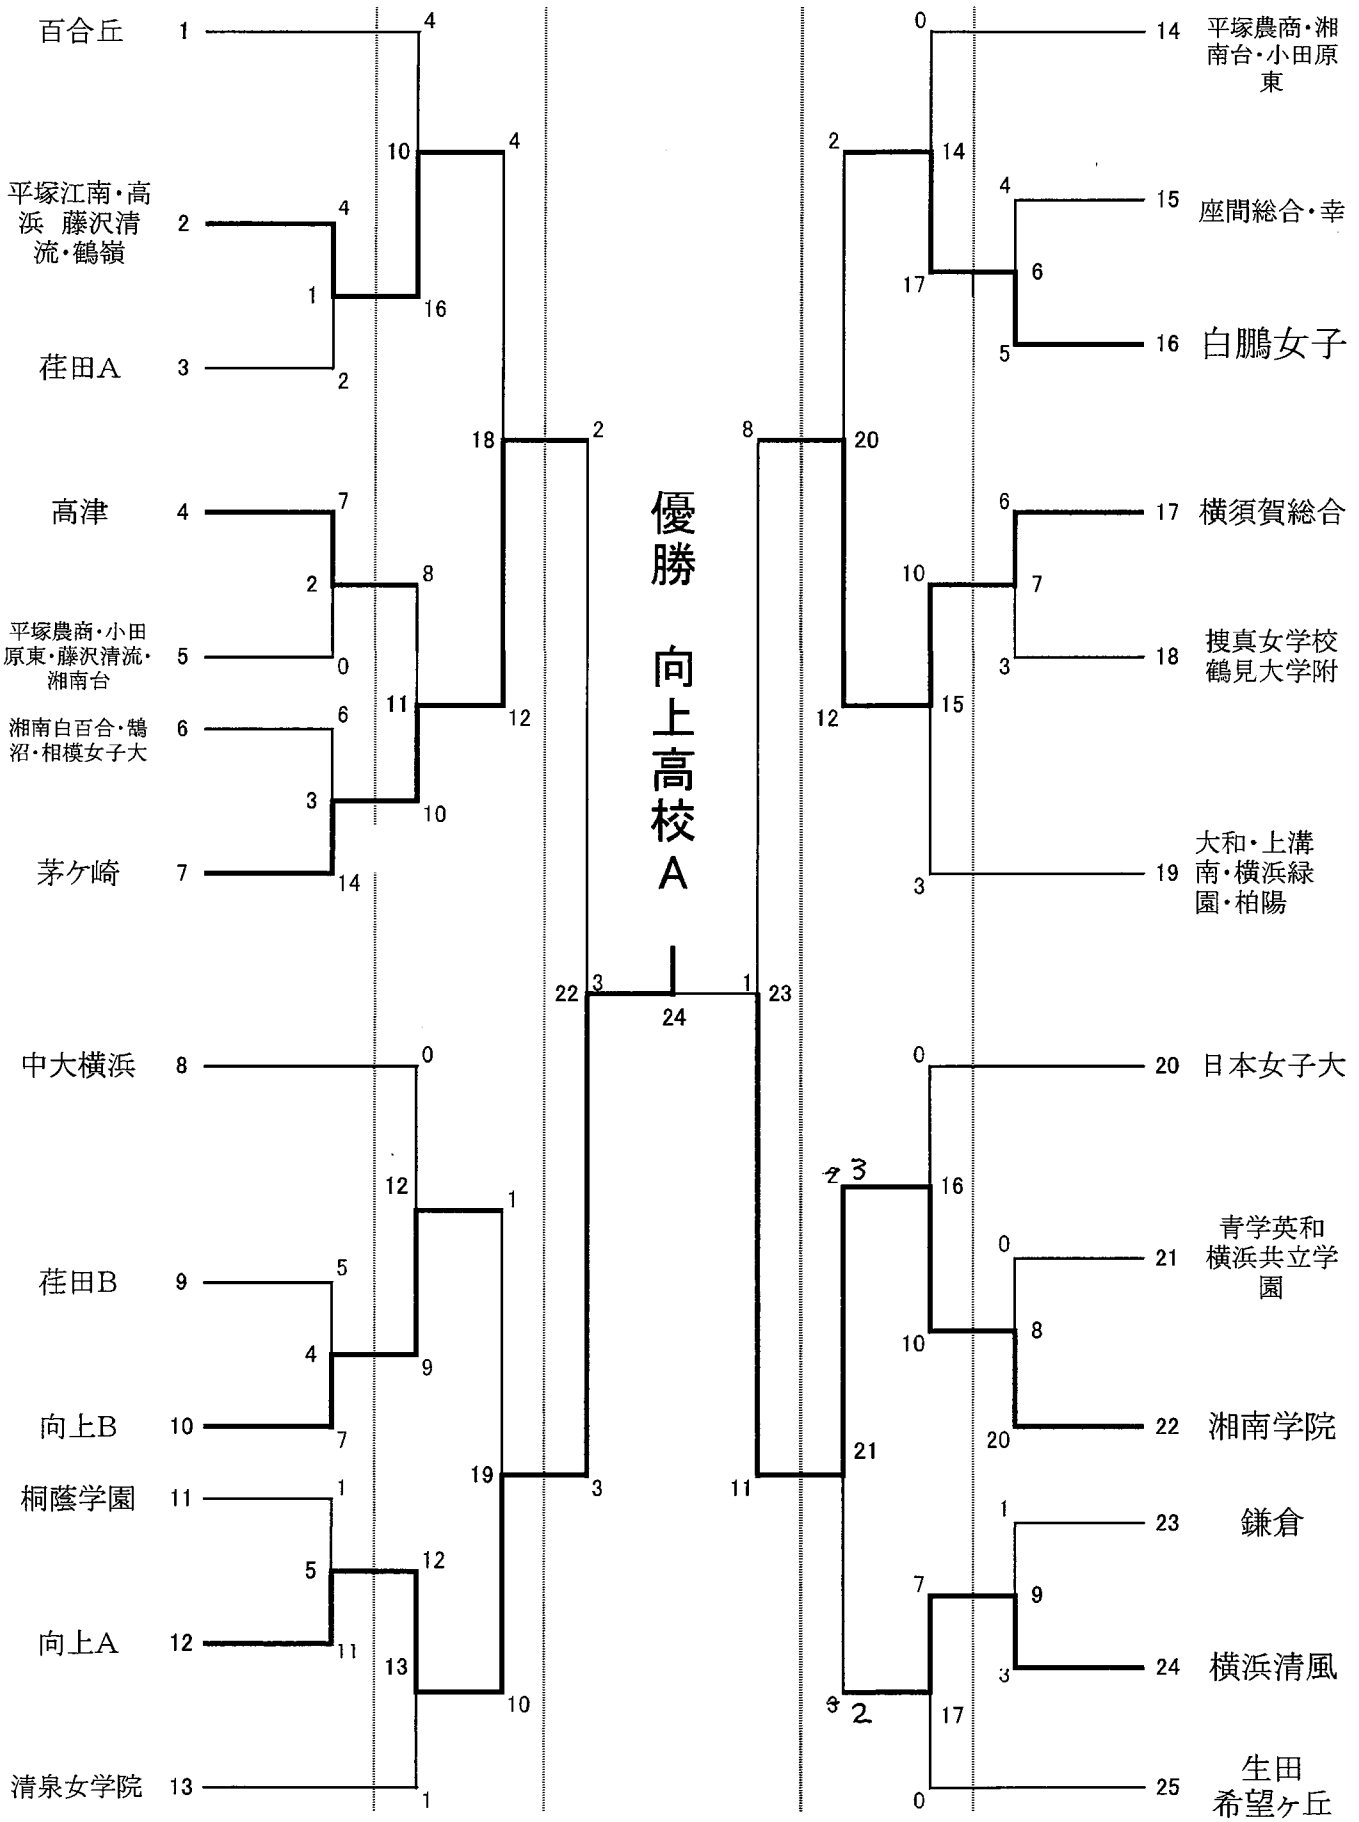 百合丘 1
4
10
4
平塚江南・高
浜 藤沢清
流・鶴嶺
2
4
1
16
荏田A 3
2
18
2
高津 4
7
2
8
平塚農商・小田
原東・藤沢清流・
湘南台
5
0
11
12
湘南白百合・鵠
沼・相模女子大
6
6
3
10
茅ケ崎 7
14
22
3
中大横浜 8
0
12
1
荏田B 9
5
4
9
向上B 10
7
19
3
桐蔭学園 11
1
5
12
向上A 12
11
13
10
清泉女学院 13
1
優勝 向上高校A
24
0
14
平塚農商・湘
南台・小田原
東
2
14
4
15
座間総合・幸
17
6
5
16 白鵬女子
8
20
6
17 横須賀総合
10
7
3
18
捜真女学校
鶴見大学附
12
15
3
19
大和・上溝
南・横浜緑
園・柏陽
1
23
0
20 日本女子大
2 3
16
0
21
青学英和
横浜共立学
園
10
8
20
22 湘南学院
11
21
1
23 鎌倉
7
9
3
24 横浜清風
3 2
17
0
25
生田
希望ヶ丘